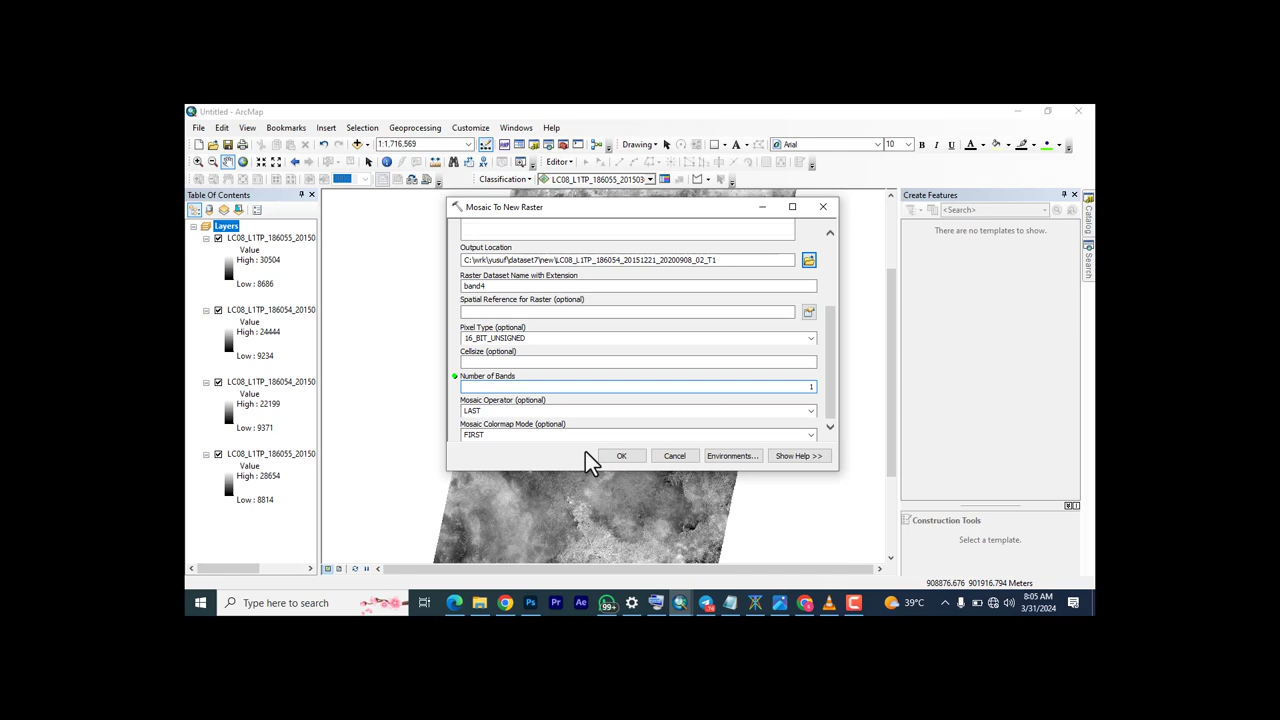 Untitled - ArcMap
File Edit View Bookmarks Insert Selection Geoprocessing Customize Windows Help
1:1,716,569 Drawing Arial 10 B I U A
Editor
Classification LC08_L1TP_186055_201503
Table Of Contents
Layers
LC08_L1TP_186055_20150
Value
High : 30504
Low : 8686
LC08_L1TP_186054_20150
Value
High : 24444
Low : 9234
LC08_L1TP_186054_20150
Value
High : 22199
Low : 9371
LC08_L1TP_186055_20150
Value
High : 28654
Low : 8814
Mosaic To New Raster
Output Location
C:\wrk\yusuf\dataset7\new\LC08_L1TP_186054_20151221_20200908_02_T1
Raster Dataset Name with Extension
band4
Spatial Reference for Raster (optional)
Pixel Type (optional)
16_BIT_UNSIGNED
Cellsize (optional)
Number of Bands
1
Mosaic Operator (optional)
LAST
Mosaic Colormap Mode (optional)
FIRST
OK Cancel Environments... Show Help >>
Create Features
<Search>
There are no templates to show.
Catalog
Search
Construction Tools
Select a template.
908876.676 901916.794 Meters
Type here to search
Ps Pr Ae 99+
39°C
8:05 AM
3/31/2024